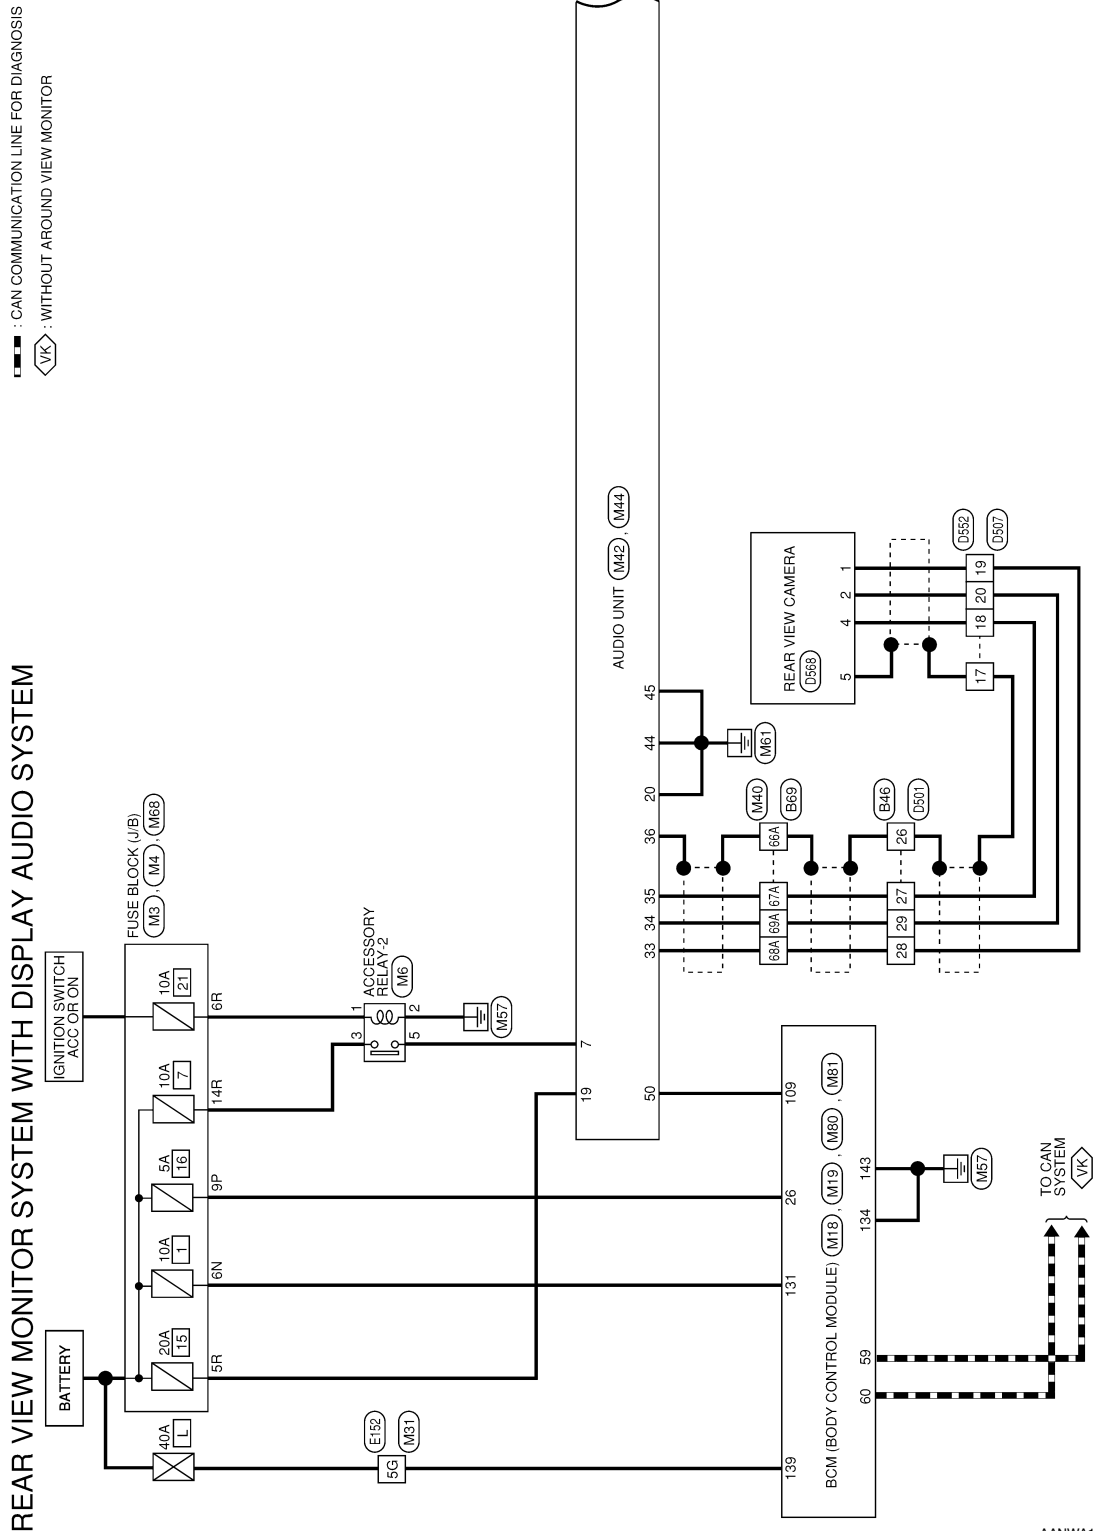 REAR VIEW MONITOR SYSTEM WITH DISPLAY AUDIO SYSTEM
: CAN COMMUNICATION LINE FOR DIAGNOSIS
VK : WITHOUT AROUND VIEW MONITOR
BATTERY
IGNITION SWITCH
ACC OR ON
FUSE BLOCK (J/B)
M3 , M4 , M68
40A
L
20A
15
10A
1
5A
16
10A
7
10A
21
5R
6N
9P
14R
6R
ACCESSORY
RELAY-2
M6
3
1
5
2
M57
E152
5G
M31
19
7
AUDIO UNIT M42 , M44
50
33
34
35
36
20
44
45
M61
M40
B69
68A
69A
67A
66A
B46
D501
28
29
27
26
REAR VIEW CAMERA
D568
5
4
2
1
D552
D507
17
18
20
19
139
131
26
109
BCM (BODY CONTROL MODULE) M18 , M19 , M80 , M81
60
59
134
143
M57
TO CAN
SYSTEM
VK